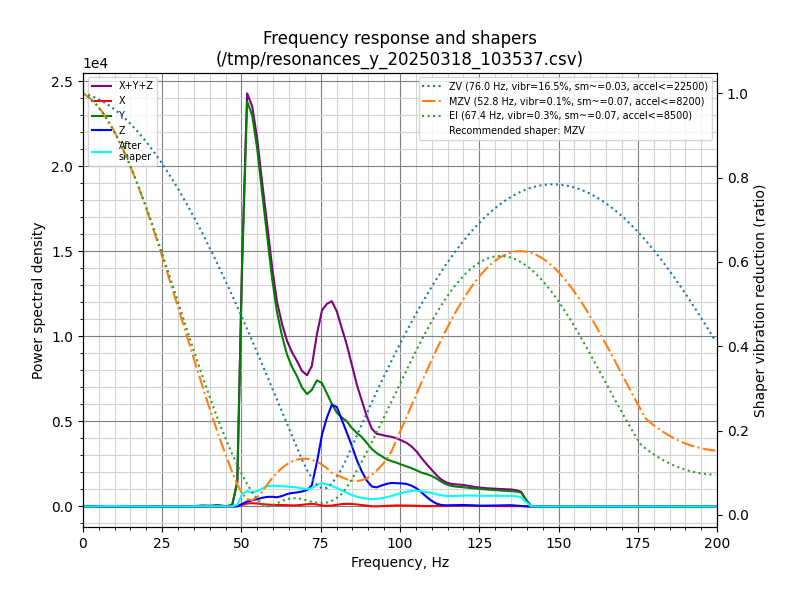 Frequency response and shapers
(/tmp/resonances_y_20250318_103537.csv)
1e4
X+Y+Z
X
Y
Z
After
shaper
ZV (76.0 Hz, vibr=16.5%, sm~=0.03, accel<=22500)
MZV (52.8 Hz, vibr=0.1%, sm~=0.07, accel<=8200)
EI (67.4 Hz, vibr=0.3%, sm~=0.07, accel<=8500)
Recommended shaper: MZV
Power spectral density
2.5
2.0
1.5
1.0
0.5
0.0
1.0
0.8
0.6
0.4
0.2
0.0
Shaper vibration reduction (ratio)
0 25 50 75 100 125 150 175 200
Frequency, Hz